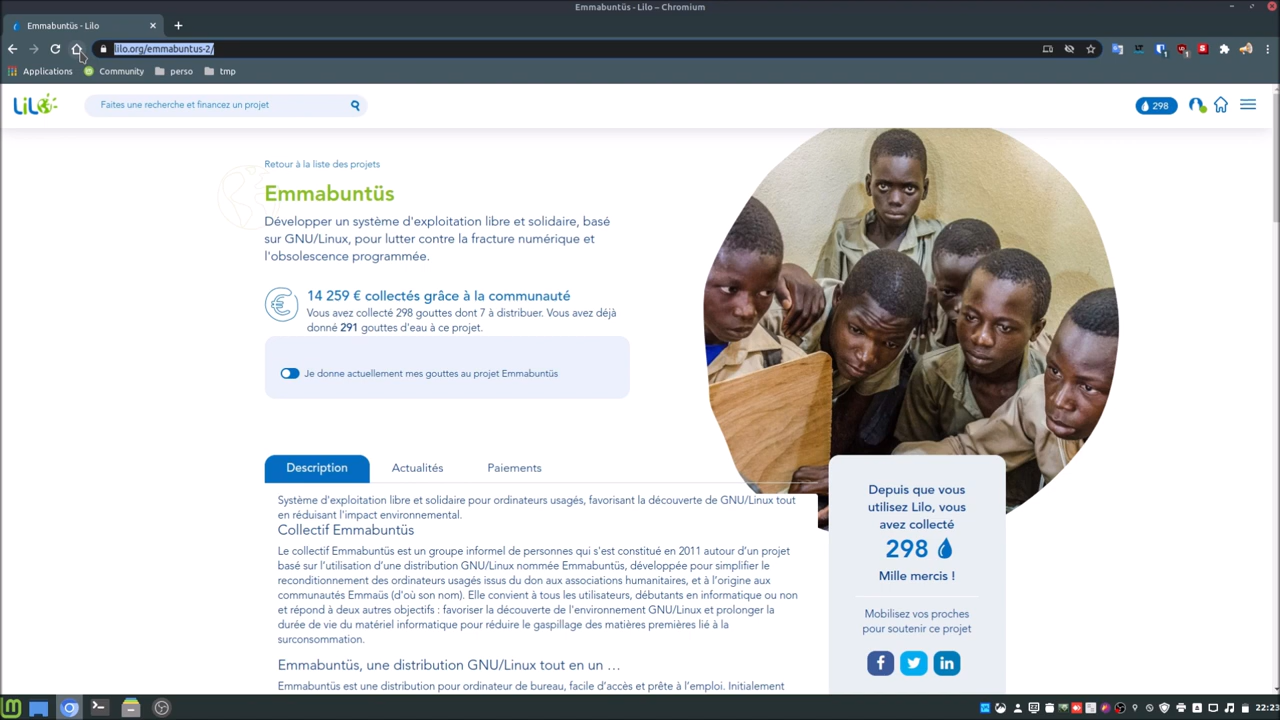 Emmabuntüs - Lilo – Chromium
Emmabuntüs - Lilo
lilo.org/emmabuntus-2/
Applications
Community
perso
tmp
LiLO
Faites une recherche et financez un projet
298
Retour à la liste des projets
Emmabuntüs
Développer un système d'exploitation libre et solidaire, basé
sur GNU/Linux, pour lutter contre la fracture numérique et
l'obsolescence programmée.
14 259 € collectés grâce à la communauté
Vous avez collecté 298 gouttes dont 7 à distribuer. Vous avez déjà
donné 291 gouttes d'eau à ce projet.
Je donne actuellement mes gouttes au projet Emmabuntüs
Description
Actualités
Paiements
Système d'exploitation libre et solidaire pour ordinateurs usagés, favorisant la découverte de GNU/Linux tout
en réduisant l'impact environnemental.
Collectif Emmabuntüs
Le collectif Emmabuntüs est un groupe informel de personnes qui s'est constitué en 2011 autour d'un projet
basé sur l'utilisation d'une distribution GNU/Linux nommée Emmabuntüs, développée pour simplifier le
reconditionnement des ordinateurs usagés issus du don aux associations humanitaires, et à l'origine aux
communautés Emmaüs (d'où son nom). Elle convient à tous les utilisateurs, débutants en informatique ou non
et répond à deux autres objectifs : favoriser la découverte de l'environnement GNU/Linux et prolonger la
durée de vie du matériel informatique pour réduire le gaspillage des matières premières lié à la
surconsommation.
Emmabuntüs, une distribution GNU/Linux tout en un …
Emmabuntüs est une distribution pour ordinateur de bureau, facile d'accès et prête à l'emploi. Initialement
Depuis que vous
utilisez Lilo, vous
avez collecté
298
Mille mercis !
Mobilisez vos proches
pour soutenir ce projet
22:23